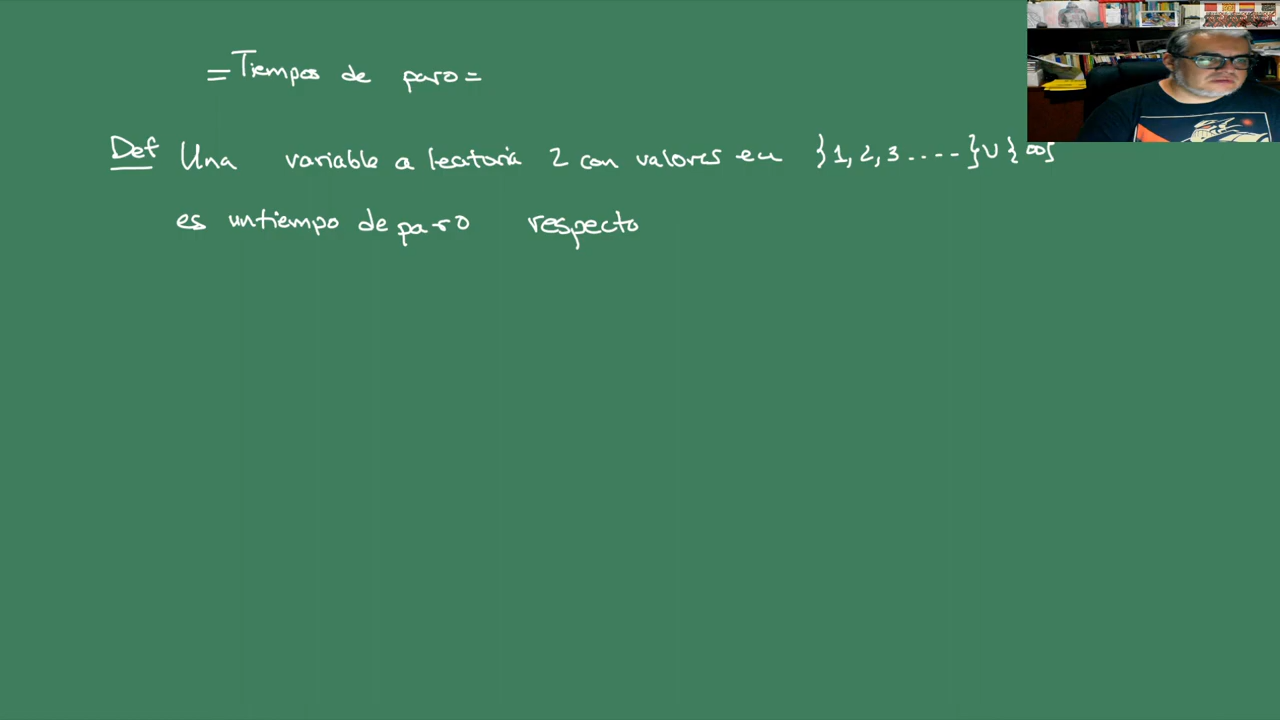 =Tiempos de paro=
Def Una variable aleatoria 2 con valores en {1, 2, 3 ....} ∪ {∞}
es un tiempo de paro respecto